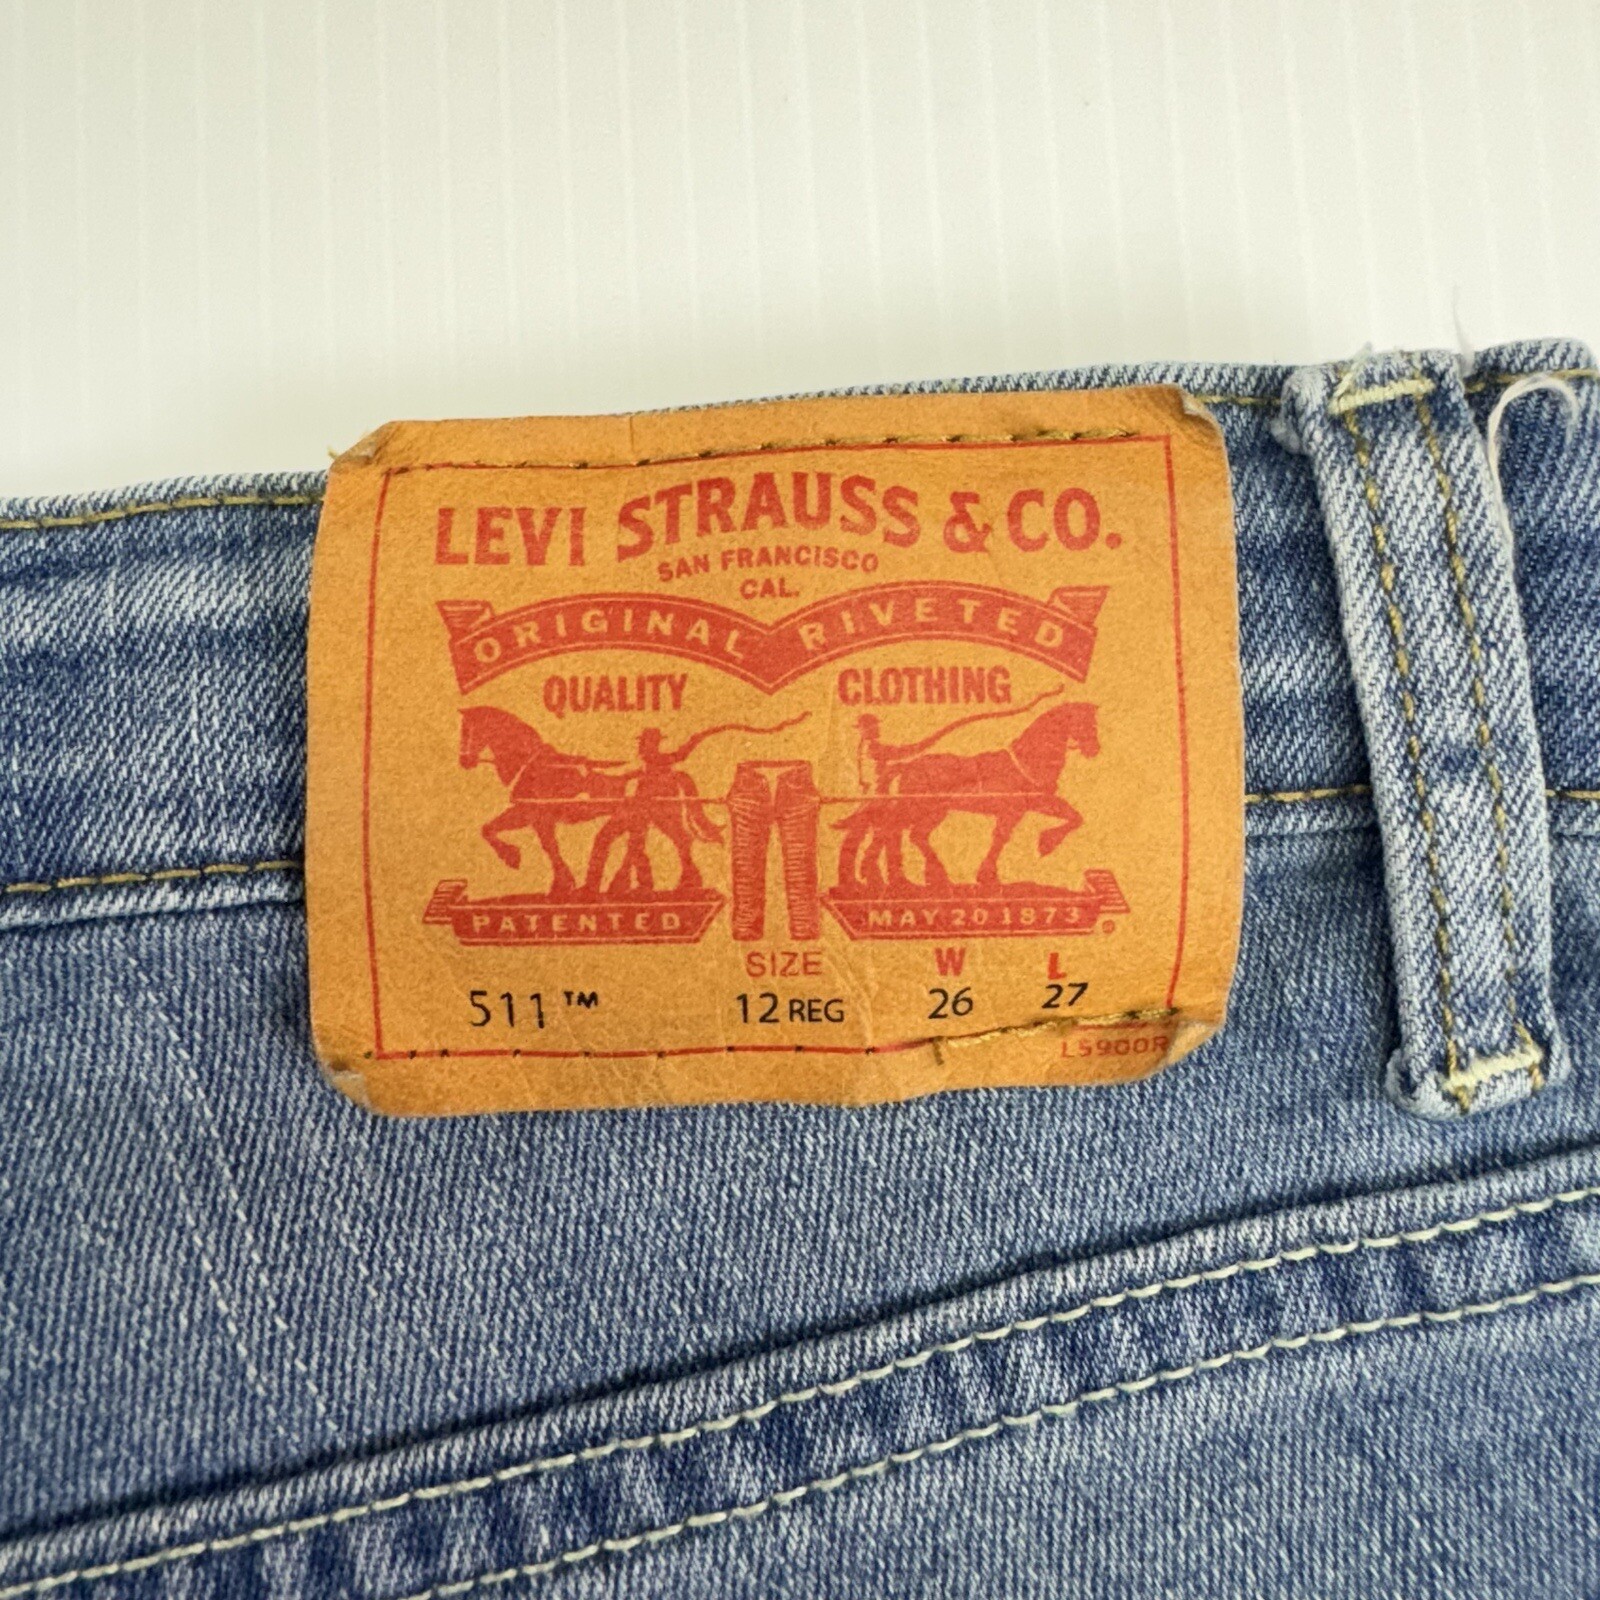 LEVI STRAUSS & CO.
SAN FRANCISCO
CAL.
ORIGINAL RIVETED
QUALITY CLOTHING
PATENTED MAY 20 1873 ®
SIZE W L
511™ 12 REG 26 27
L5900R